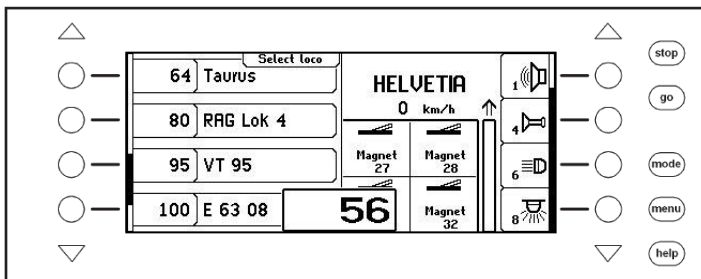 Select loco
64 Taurus
80 RAG Lok 4
95 VT 95
100 E 63 08
56
HELVETIA
0 Km/h
Magnet
27
Magnet
28
Magnet
32
1
4
6
8
stop
go
mode
menu
help